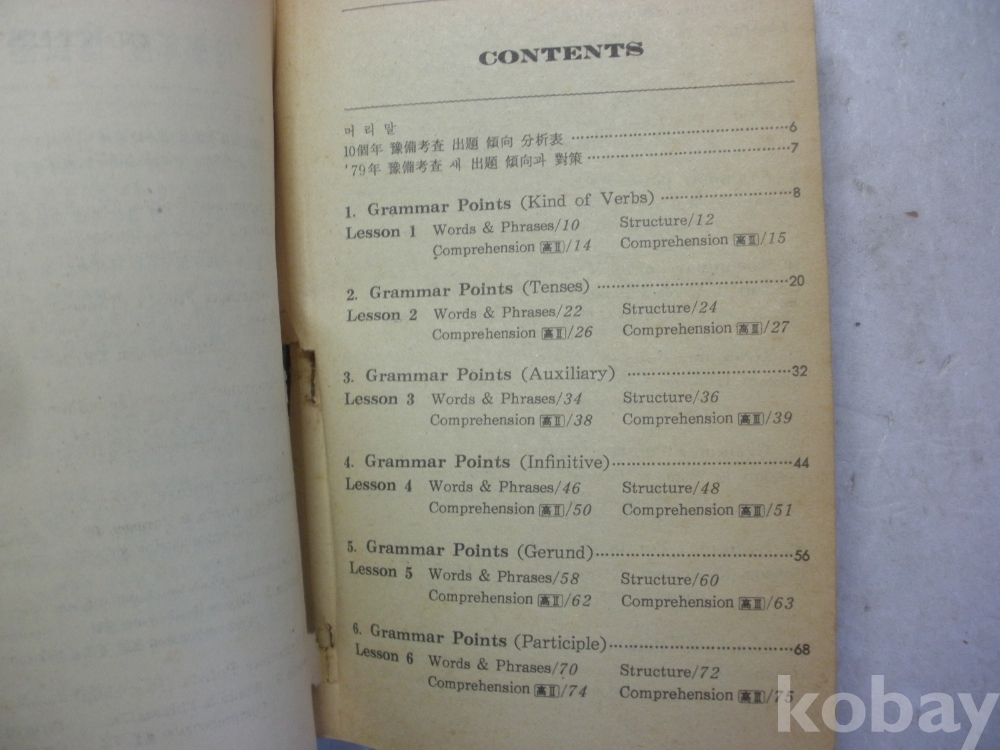 CONTENTS
머 리 말
10個年 豫備考査 出題 傾向 分析表 ·····6
'79年 豫備考査 새 出題 傾向과 對策·····7
1. Grammar Points (Kind of Verbs)·····8
Lesson 1 Words & Phrases/10 Structure/12
Comprehension 高Ⅱ/14 Comprehension 高Ⅲ/15
2. Grammar Points (Tenses)·····20
Lesson 2 Words & Phrases/22 Structure/24
Comprehension 高Ⅱ/26 Comprehension 高Ⅲ/27
3. Grammar Points (Auxiliary)·····32
Lesson 3 Words & Phrases/34 Structure/36
Comprehension 高Ⅱ/38 Comprehension 高Ⅲ/39
4. Grammar Points (Infinitive)·····44
Lesson 4 Words & Phrases/46 Structure/48
Comprehension 高Ⅱ/50 Comprehension 高Ⅲ/51
5. Grammar Points (Gerund)·····56
Lesson 5 Words & Phrases/58 Structure/60
Comprehension 高Ⅱ/62 Comprehension 高Ⅲ/63
6. Grammar Points (Participle)·····68
Lesson 6 Words & Phrases/70 Structure/72
Comprehension 高Ⅱ/74 Comprehension 高Ⅲ/75
kobay